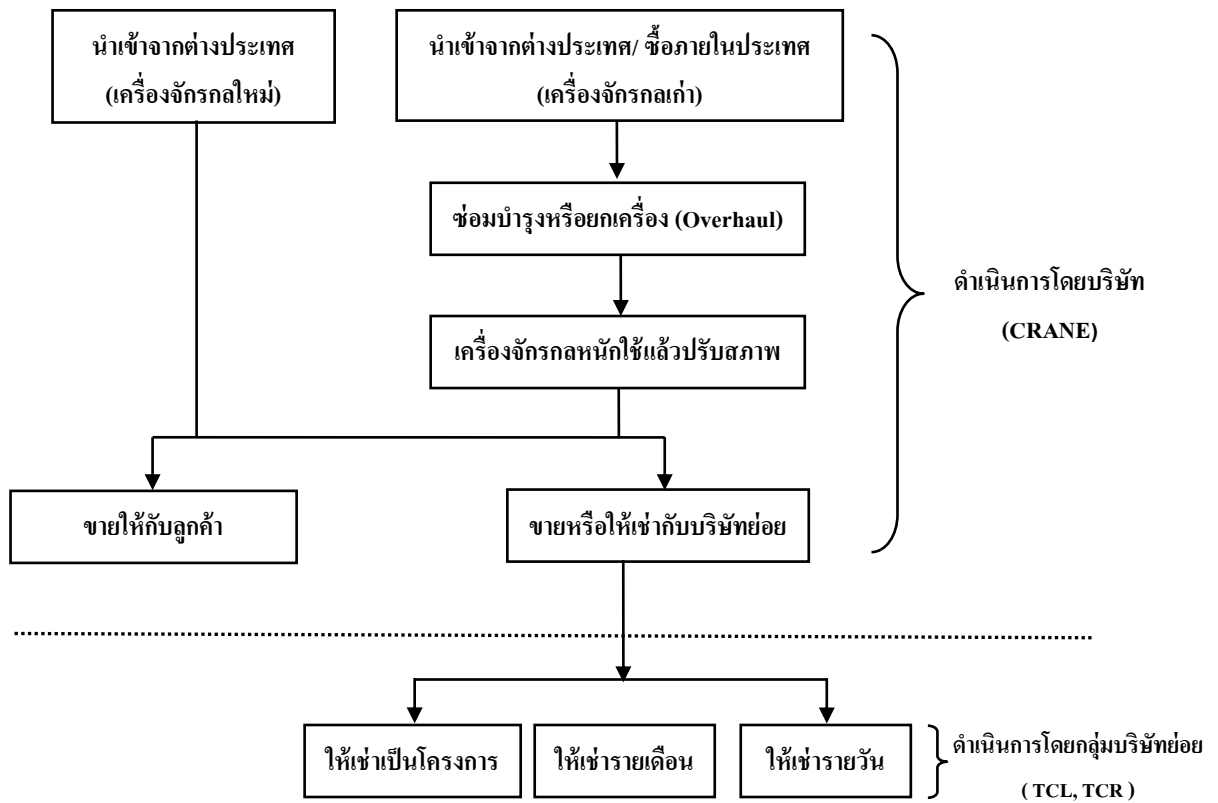 นำเข้าจากต่างประเทศ
(เครื่องจักรกลใหม่)
นำเข้าจากต่างประเทศ/ ซื้อภายในประเทศ
(เครื่องจักรกลเก่า)
ซ่อมบำรุงหรือยกเครื่อง (Overhaul)
เครื่องจักรกลหนักใช้แล้วปรับสภาพ
ดำเนินการโดยบริษัท
(CRANE)
ขายให้กับลูกค้า
ขายหรือให้เช่ากับบริษัทย่อย
ให้เช่าเป็นโครงการ
ให้เช่ารายเดือน
ให้เช่ารายวัน
ดำเนินการโดยกลุ่มบริษัทย่อย
( TCL, TCR )